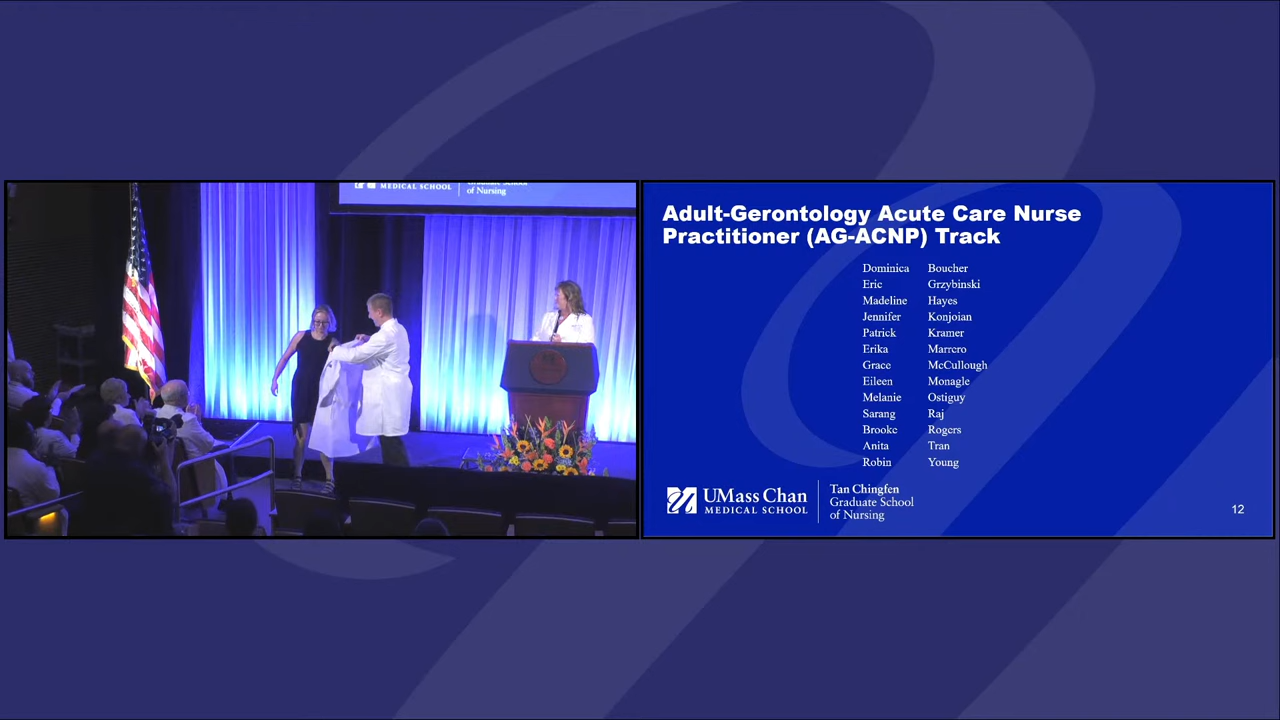 MEDICAL SCHOOL
Graduate School
of Nursing
Adult-Gerontology Acute Care Nurse
Practitioner (AG-ACNP) Track
Dominica Boucher
Eric Grzybinski
Madeline Hayes
Jennifer Konjoian
Patrick Kramer
Erika Marrero
Grace McCullough
Eileen Monagle
Melanie Ostiguy
Sarang Raj
Brooke Rogers
Anita Tran
Robin Young
UMass Chan
MEDICAL SCHOOL
Tan Chingfen
Graduate School
of Nursing
12